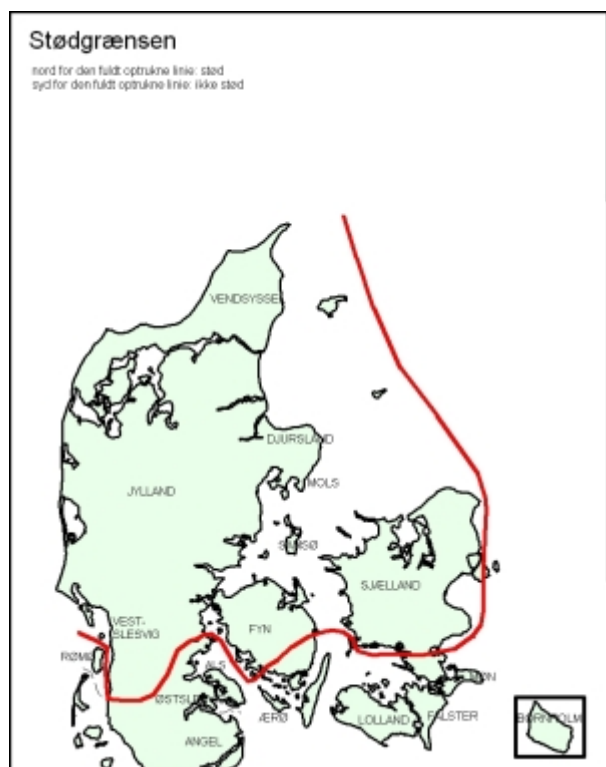 Stødgrænsen
nord for den fuldt optrukne linie: stød
syd for den fuldt optrukne linie: ikke stød
VENDSYSSEL
DJURSLAND
MOLS
JYLLAND
SAMSØ
SJÆLLAND
VEST-
SLESVIG
FYN
RØMØ
ALS
MØN
ÆRØ
LOLLAND
FALSTER
BORNHOLM
ANGEL